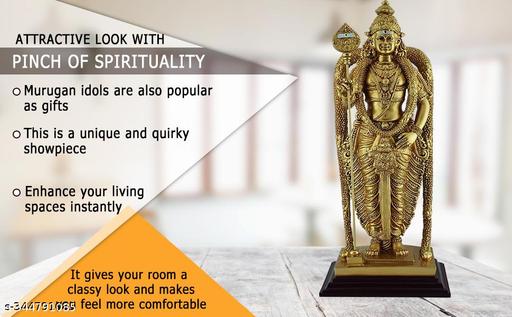 ATTRACTIVE LOOK WITH
PINCH OF SPIRITUALITY
Murugan idols are also popular
as gifts
This is a unique and quirky
showpiece
Enhance your living
spaces instantly
It gives your room a
classy look and makes
feel more comfortable
344791085